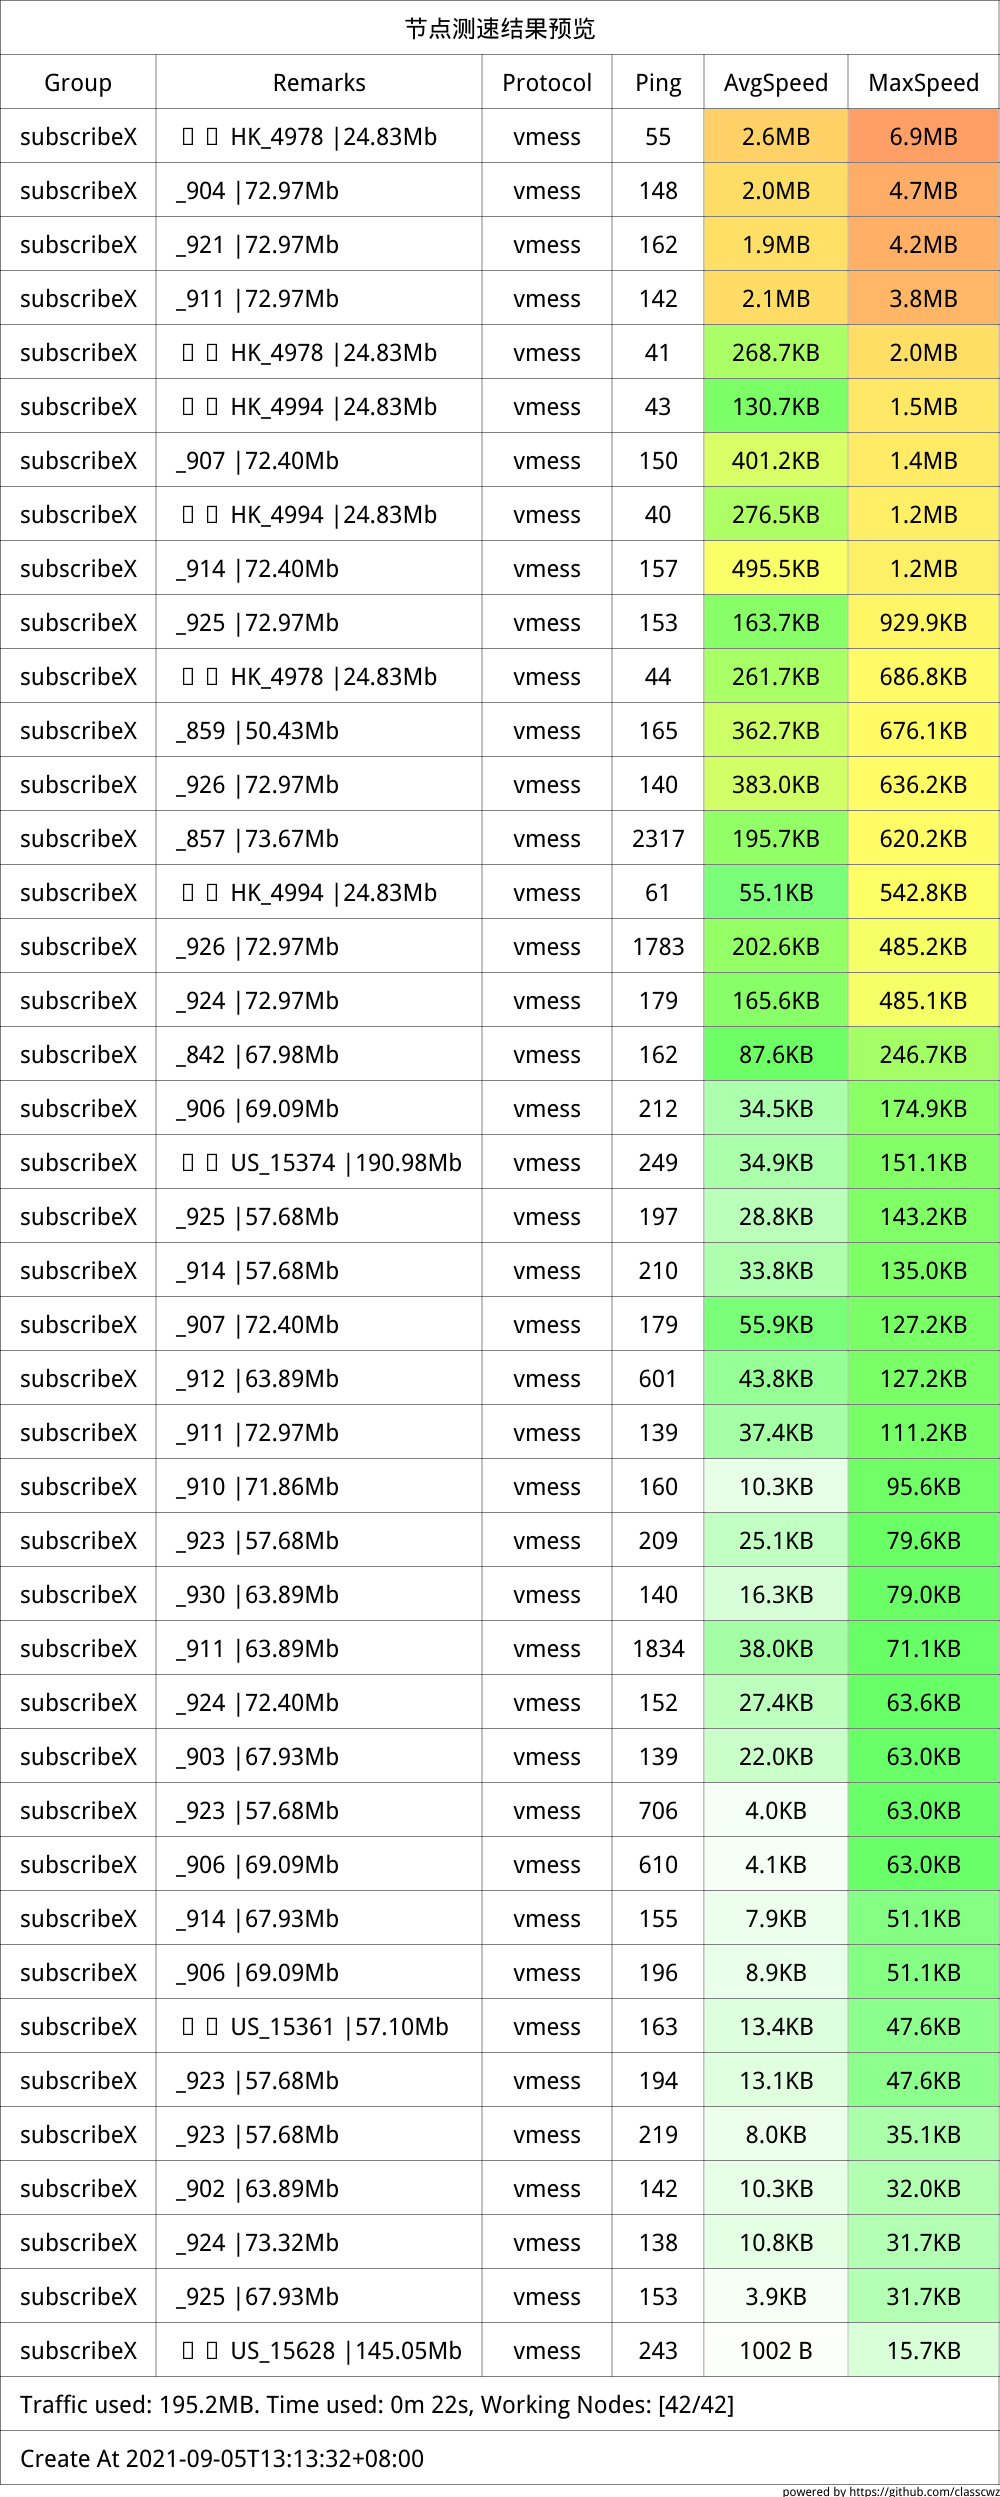 节点测速结果预览
Group Remarks Protocol Ping AvgSpeed MaxSpeed
subscribeX HK_4978 |24.83Mb vmess 55 2.6MB 6.9MB
subscribeX _904 |72.97Mb vmess 148 2.0MB 4.7MB
subscribeX _921 |72.97Mb vmess 162 1.9MB 4.2MB
subscribeX _911 |72.97Mb vmess 142 2.1MB 3.8MB
subscribeX HK_4978 |24.83Mb vmess 41 268.7KB 2.0MB
subscribeX HK_4994 |24.83Mb vmess 43 130.7KB 1.5MB
subscribeX _907 |72.40Mb vmess 150 401.2KB 1.4MB
subscribeX HK_4994 |24.83Mb vmess 40 276.5KB 1.2MB
subscribeX _914 |72.40Mb vmess 157 495.5KB 1.2MB
subscribeX _925 |72.97Mb vmess 153 163.7KB 929.9KB
subscribeX HK_4978 |24.83Mb vmess 44 261.7KB 686.8KB
subscribeX _859 |50.43Mb vmess 165 362.7KB 676.1KB
subscribeX _926 |72.97Mb vmess 140 383.0KB 636.2KB
subscribeX _857 |73.67Mb vmess 2317 195.7KB 620.2KB
subscribeX HK_4994 |24.83Mb vmess 61 55.1KB 542.8KB
subscribeX _926 |72.97Mb vmess 1783 202.6KB 485.2KB
subscribeX _924 |72.97Mb vmess 179 165.6KB 485.1KB
subscribeX _842 |67.98Mb vmess 162 87.6KB 246.7KB
subscribeX _906 |69.09Mb vmess 212 34.5KB 174.9KB
subscribeX US_15374 |190.98Mb vmess 249 34.9KB 151.1KB
subscribeX _925 |57.68Mb vmess 197 28.8KB 143.2KB
subscribeX _914 |57.68Mb vmess 210 33.8KB 135.0KB
subscribeX _907 |72.40Mb vmess 179 55.9KB 127.2KB
subscribeX _912 |63.89Mb vmess 601 43.8KB 127.2KB
subscribeX _911 |72.97Mb vmess 139 37.4KB 111.2KB
subscribeX _910 |71.86Mb vmess 160 10.3KB 95.6KB
subscribeX _923 |57.68Mb vmess 209 25.1KB 79.6KB
subscribeX _930 |63.89Mb vmess 140 16.3KB 79.0KB
subscribeX _911 |63.89Mb vmess 1834 38.0KB 71.1KB
subscribeX _924 |72.40Mb vmess 152 27.4KB 63.6KB
subscribeX _903 |67.93Mb vmess 139 22.0KB 63.0KB
subscribeX _923 |57.68Mb vmess 706 4.0KB 63.0KB
subscribeX _906 |69.09Mb vmess 610 4.1KB 63.0KB
subscribeX _914 |67.93Mb vmess 155 7.9KB 51.1KB
subscribeX _906 |69.09Mb vmess 196 8.9KB 51.1KB
subscribeX US_15361 |57.10Mb vmess 163 13.4KB 47.6KB
subscribeX _923 |57.68Mb vmess 194 13.1KB 47.6KB
subscribeX _923 |57.68Mb vmess 219 8.0KB 35.1KB
subscribeX _902 |63.89Mb vmess 142 10.3KB 32.0KB
subscribeX _924 |73.32Mb vmess 138 10.8KB 31.7KB
subscribeX _925 |67.93Mb vmess 153 3.9KB 31.7KB
subscribeX US_15628 |145.05Mb vmess 243 1002 B 15.7KB
Traffic used: 195.2MB. Time used: 0m 22s, Working Nodes: [42/42]
Create At 2021-09-05T13:13:32+08:00
powered by https://github.com/classcwz